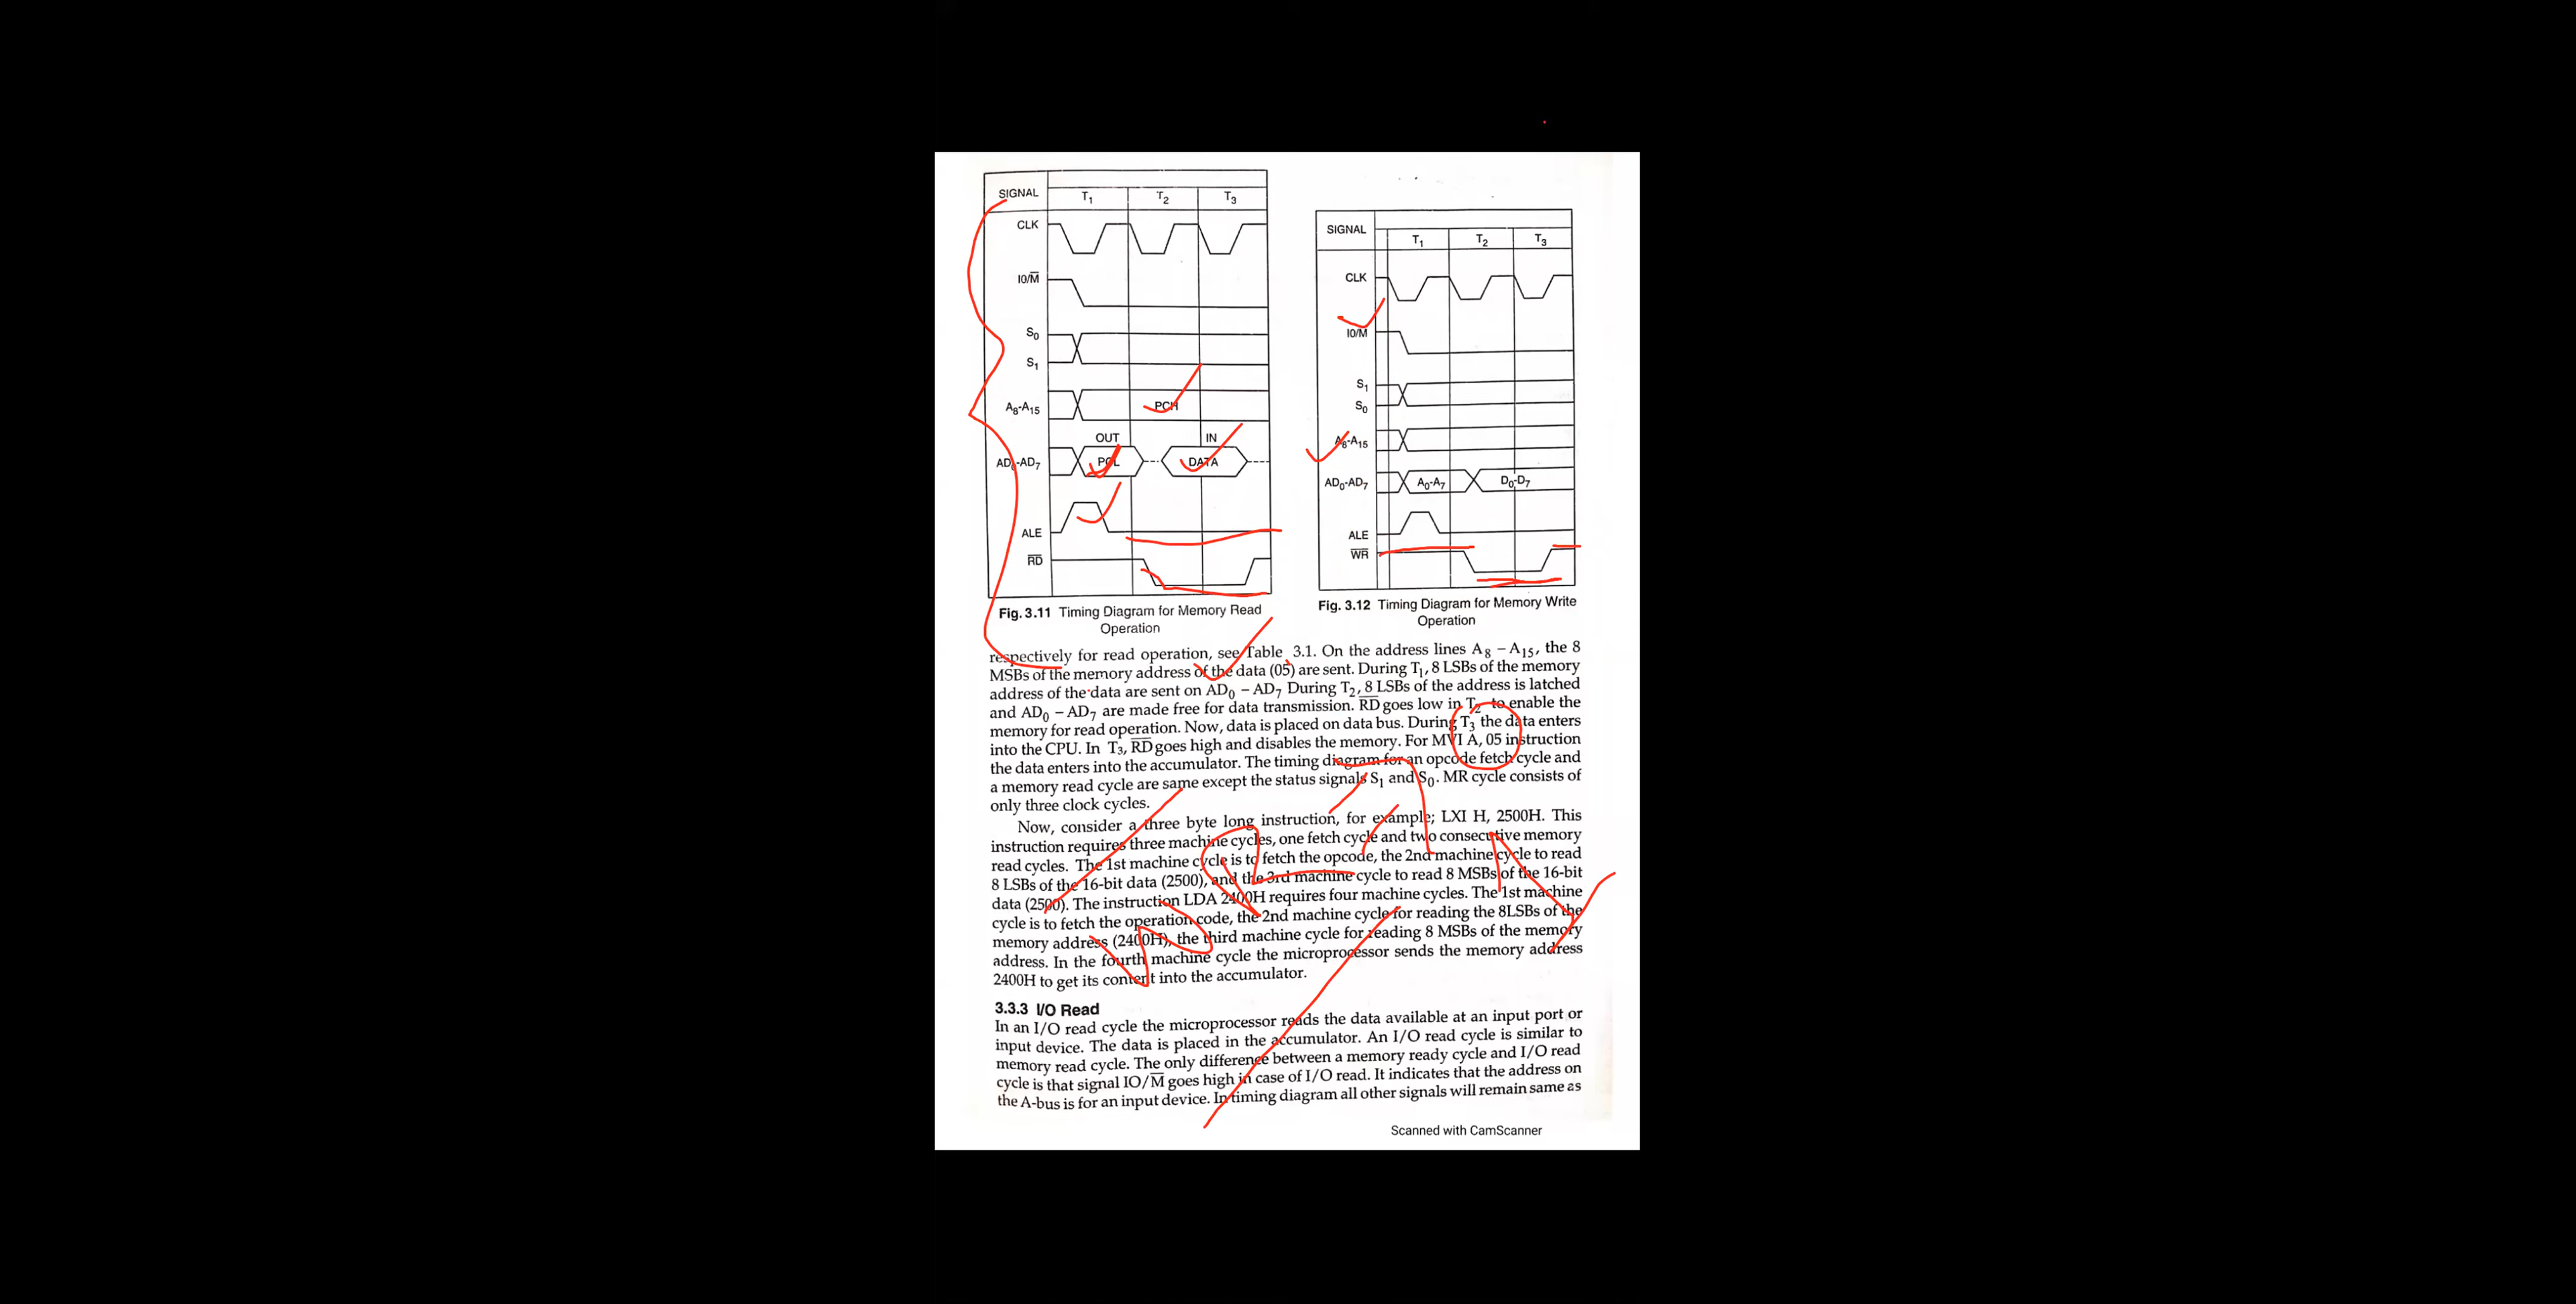 SIGNAL
T1 T2 T3
CLK
IO/M̅
S0
S1
A8-A15 PCH
OUT IN
AD0-AD7 PCL DATA
ALE
R̅D̅
Fig. 3.11 Timing Diagram for Memory Read
Operation
SIGNAL
T1 T2 T3
CLK
IO/M̅
S1
S0
A8-A15
AD0-AD7 A0-A7 D0-D7
ALE
W̅R̅
Fig. 3.12 Timing Diagram for Memory Write
Operation
respectively for read operation, see Table 3.1. On the address lines A8 – A15, the 8
MSBs of the memory address of the data (05) are sent. During T1, 8 LSBs of the memory
address of the data are sent on AD0 – AD7 During T2, 8 LSBs of the address is latched
and AD0 – AD7 are made free for data transmission. R̅D̅ goes low in T2 to enable the
memory for read operation. Now, data is placed on data bus. During T3 the data enters
into the CPU. In T3, R̅D̅ goes high and disables the memory. For MVI A, 05 instruction
the data enters into the accumulator. The timing diagram for an opcode fetch cycle and
a memory read cycle are same except the status signals S1 and S0. MR cycle consists of
only three clock cycles.
Now, consider a three byte long instruction, for example; LXI H, 2500H. This
instruction requires three machine cycles, one fetch cycle and two consecutive memory
read cycles. The 1st machine cycle is to fetch the opcode, the 2nd machine cycle to read
8 LSBs of the 16-bit data (2500), and the 3rd machine cycle to read 8 MSBs of the 16-bit
data (2500). The instruction LDA 2400H requires four machine cycles. The 1st machine
cycle is to fetch the operation code, the 2nd machine cycle for reading the 8LSBs of the
memory address (2400H), the third machine cycle for reading 8 MSBs of the memory
address. In the fourth machine cycle the microprocessor sends the memory address
2400H to get its content into the accumulator.
3.3.3 I/O Read
In an I/O read cycle the microprocessor reads the data available at an input port or
input device. The data is placed in the accumulator. An I/O read cycle is similar to
memory read cycle. The only difference between a memory ready cycle and I/O read
cycle is that signal IO/M̅ goes high in case of I/O read. It indicates that the address on
the A-bus is for an input device. In timing diagram all other signals will remain same as
Scanned with CamScanner